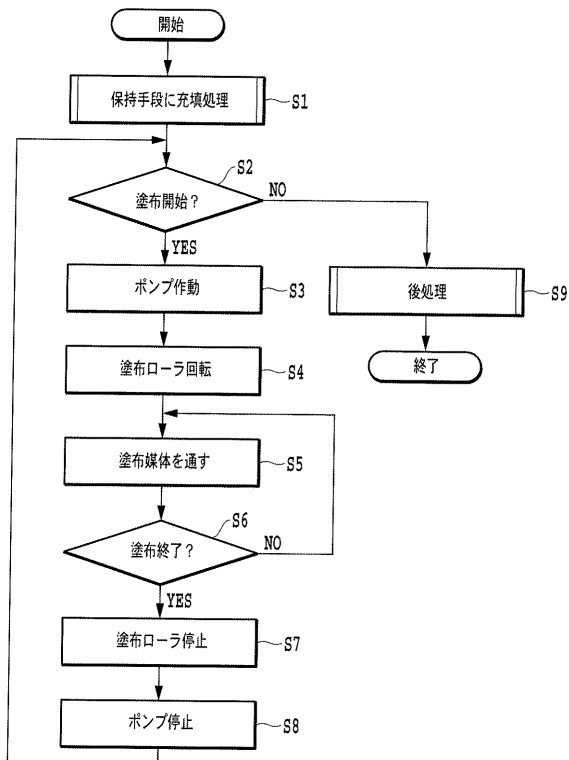 開始
保持手段に充填処理
S1
S2
塗布開始？
NO
YES
ポンプ作動
S3
後処理
S9
塗布ローラ回転
S4
終了
塗布媒体を通す
S5
S6
塗布終了？
NO
YES
塗布ローラ停止
S7
ポンプ停止
S8